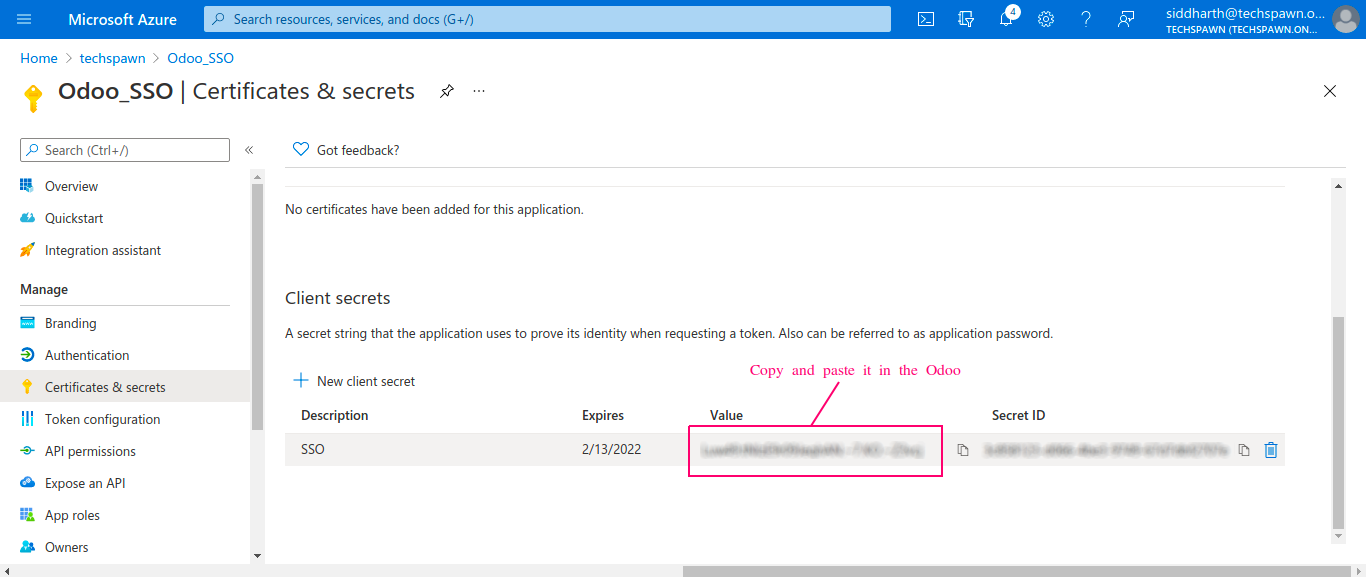 Microsoft Azure
Search resources, services, and docs (G+/)
4
siddharth@techspawn.o...
TECHSPAWN (TECHSPAWN.ON...
Home > techspawn > Odoo_SSO
Odoo_SSO | Certificates & secrets
Search (Ctrl+/)
Got feedback?
Overview
Quickstart
Integration assistant
Manage
Branding
Authentication
Certificates & secrets
Token configuration
API permissions
Expose an API
App roles
Owners
No certificates have been added for this application.
Client secrets
A secret string that the application uses to prove its identity when requesting a token. Also can be referred to as application password.
Copy and paste it in the Odoo
New client secret
Description Expires Value Secret ID
SSO 2/13/2022